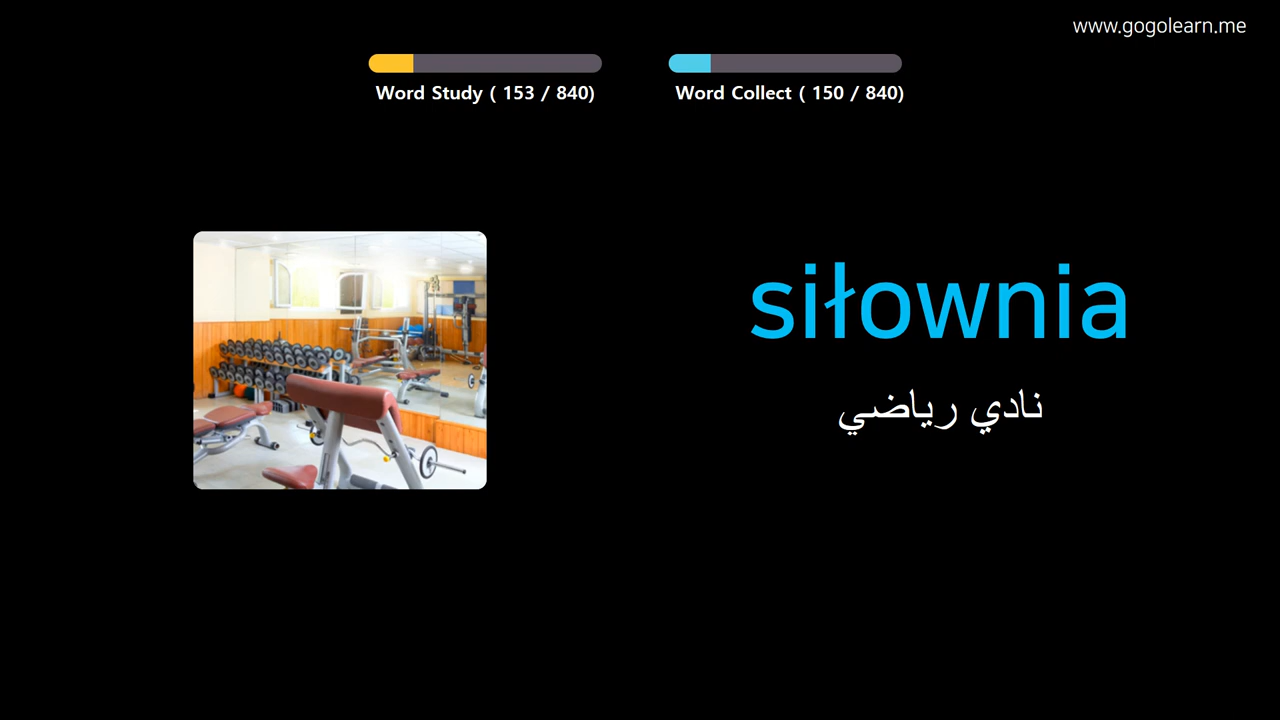 www.gogolearn.me
Word Study ( 153 / 840)
Word Collect ( 150 / 840)
siłownia
نادي رياضي